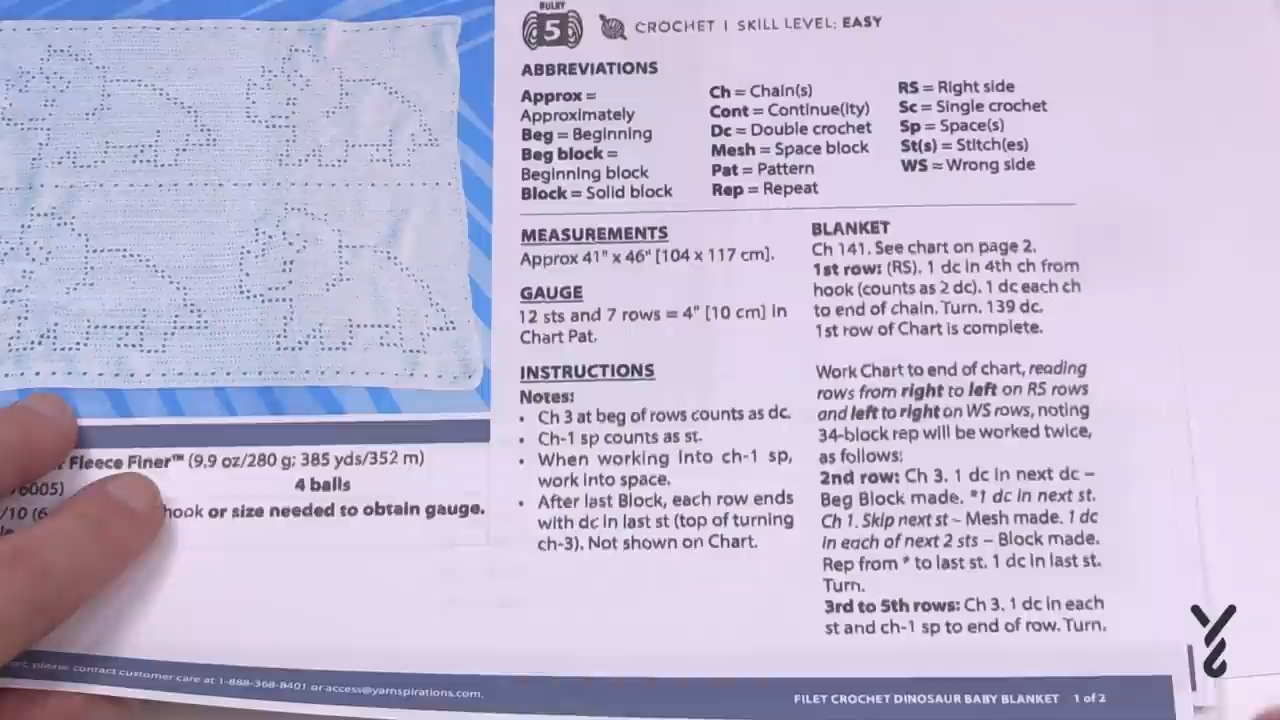 BULKY
5
CROCHET | SKILL LEVEL: EASY
ABBREVIATIONS
Approx =
Approximately
Beg = Beginning
Beg block =
Beginning block
Block = Solid block
Ch = Chain(s)
Cont = Continue(ity)
Dc = Double crochet
Mesh = Space block
Pat = Pattern
Rep = Repeat
RS = Right side
Sc = Single crochet
Sp = Space(s)
St(s) = Stitch(es)
WS = Wrong side
MEASUREMENTS
Approx 41" x 46" [104 x 117 cm].
GAUGE
12 sts and 7 rows = 4" [10 cm] in
Chart Pat.
INSTRUCTIONS
Notes:
• Ch 3 at beg of rows counts as dc.
• Ch-1 sp counts as st.
• When working into ch-1 sp,
work into space.
• After last Block, each row ends
with dc in last st (top of turning
ch-3). Not shown on Chart.
BLANKET
Ch 141. See chart on page 2.
1st row: (RS). 1 dc in 4th ch from
hook (counts as 2 dc). 1 dc each ch
to end of chain. Turn. 139 dc.
1st row of Chart is complete.
Work Chart to end of chart, reading
rows from right to left on RS rows
and left to right on WS rows, noting
34-block rep will be worked twice,
as follows:
2nd row: Ch 3. 1 dc in next dc –
Beg Block made. *1 dc in next st.
Ch 1. Skip next st – Mesh made. 1 dc
in each of next 2 sts – Block made.
Rep from * to last st. 1 dc in last st.
Turn.
3rd to 5th rows: Ch 3. 1 dc in each
st and ch-1 sp to end of row. Turn.
Fleece Finer™ (9.9 oz/280 g; 385 yds/352 m)
6005)
4 balls
/10 (6
hook or size needed to obtain gauge.
please contact customer care at 1-888-368-8401 or access@yarnspirations.com.
FILET CROCHET DINOSAUR BABY BLANKET 1 of 2